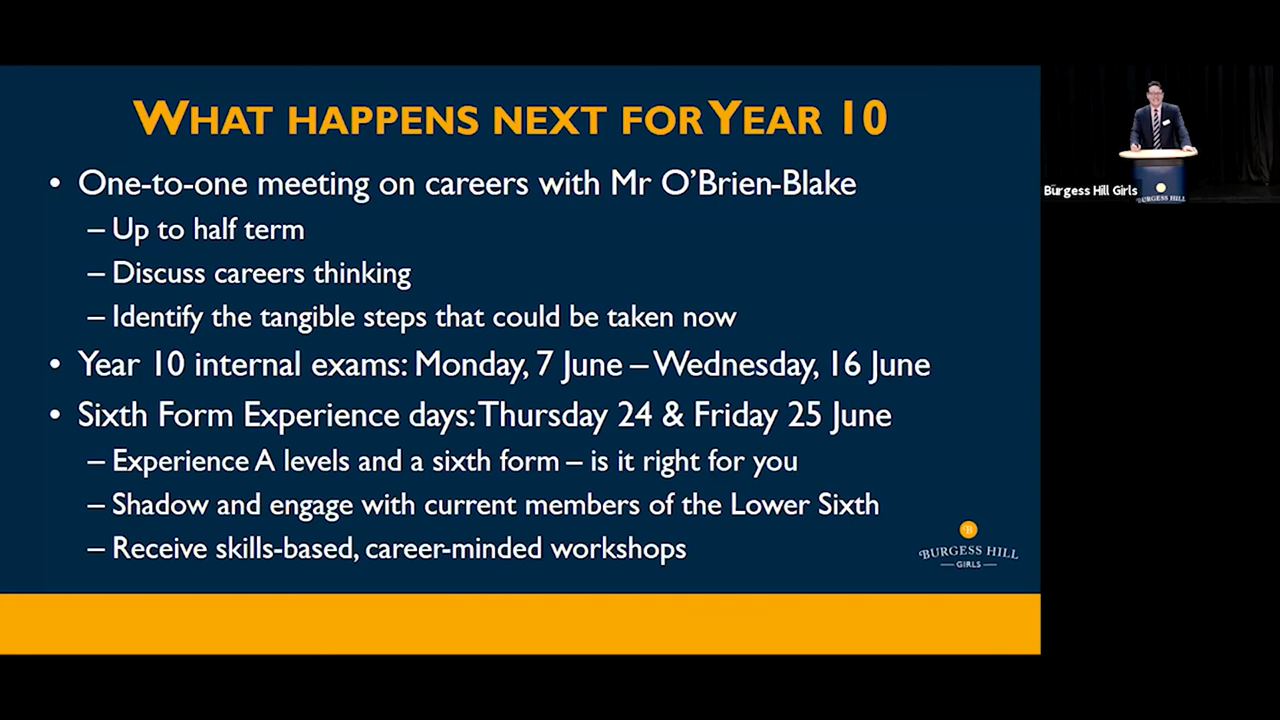 WHAT HAPPENS NEXT FOR YEAR 10
• One-to-one meeting on careers with Mr O'Brien-Blake
– Up to half term
– Discuss careers thinking
– Identify the tangible steps that could be taken now
• Year 10 internal exams: Monday, 7 June – Wednesday, 16 June
• Sixth Form Experience days: Thursday 24 & Friday 25 June
– Experience A levels and a sixth form – is it right for you
– Shadow and engage with current members of the Lower Sixth
– Receive skills-based, career-minded workshops
B
BURGESS HILL
GIRLS
Burgess Hill Girls
BURGESS HILL